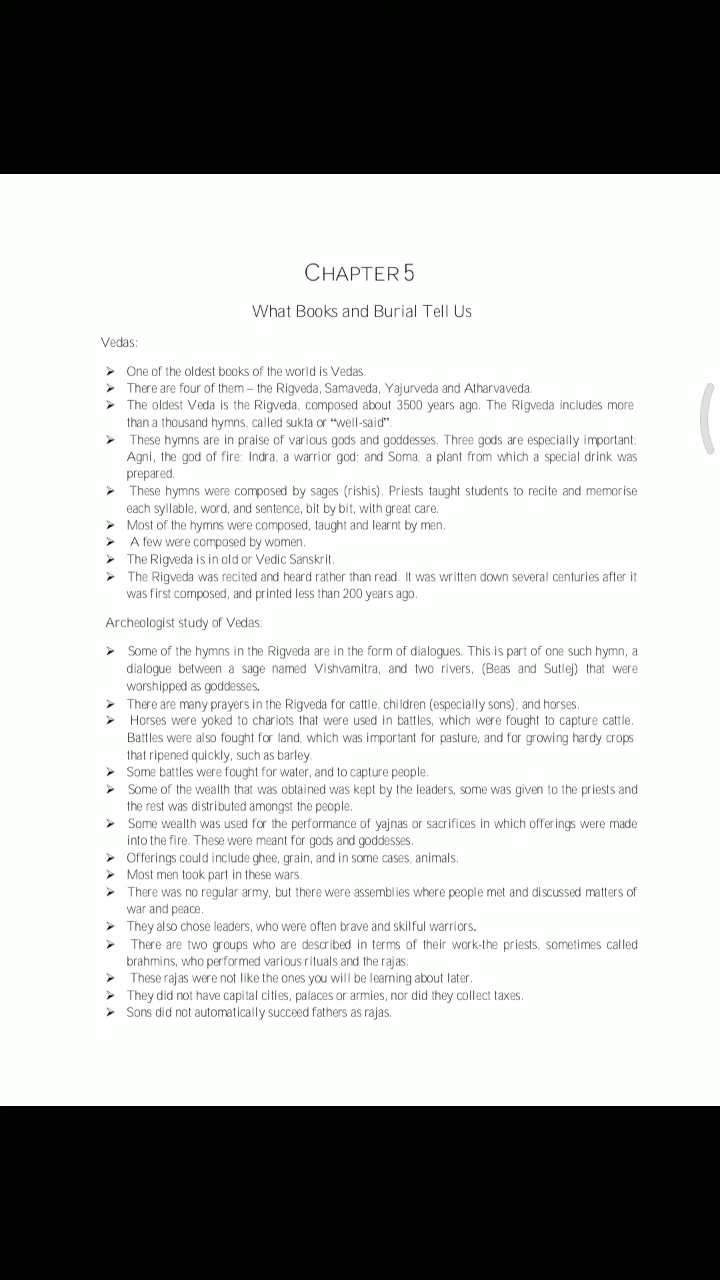 CHAPTER 5
What Books and Burial Tell Us
Vedas:
➢ One of the oldest books of the world is Vedas.
➢ There are four of them – the Rigveda, Samaveda, Yajurveda and Atharvaveda.
➢ The oldest Veda is the Rigveda, composed about 3500 years ago. The Rigveda includes more
than a thousand hymns, called sukta or “well-said”.
➢ These hymns are in praise of various gods and goddesses. Three gods are especially important:
Agni, the god of fire; Indra, a warrior god; and Soma, a plant from which a special drink was
prepared.
➢ These hymns were composed by sages (rishis). Priests taught students to recite and memorise
each syllable, word, and sentence, bit by bit, with great care.
➢ Most of the hymns were composed, taught and learnt by men.
➢ A few were composed by women.
➢ The Rigveda is in old or Vedic Sanskrit.
➢ The Rigveda was recited and heard rather than read. It was written down several centuries after it
was first composed, and printed less than 200 years ago.
Archeologist study of Vedas:
➢ Some of the hymns in the Rigveda are in the form of dialogues. This is part of one such hymn, a
dialogue between a sage named Vishvamitra, and two rivers, (Beas and Sutlej) that were
worshipped as goddesses.
➢ There are many prayers in the Rigveda for cattle, children (especially sons), and horses.
➢ Horses were yoked to chariots that were used in battles, which were fought to capture cattle.
Battles were also fought for land, which was important for pasture, and for growing hardy crops
that ripened quickly, such as barley.
➢ Some battles were fought for water, and to capture people.
➢ Some of the wealth that was obtained was kept by the leaders, some was given to the priests and
the rest was distributed amongst the people.
➢ Some wealth was used for the performance of yajnas or sacrifices in which offerings were made
into the fire. These were meant for gods and goddesses.
➢ Offerings could include ghee, grain, and in some cases, animals.
➢ Most men took part in these wars.
➢ There was no regular army, but there were assemblies where people met and discussed matters of
war and peace.
➢ They also chose leaders, who were often brave and skilful warriors.
➢ There are two groups who are described in terms of their work-the priests, sometimes called
brahmins, who performed various rituals and the rajas.
➢ These rajas were not like the ones you will be learning about later.
➢ They did not have capital cities, palaces or armies, nor did they collect taxes.
➢ Sons did not automatically succeed fathers as rajas.